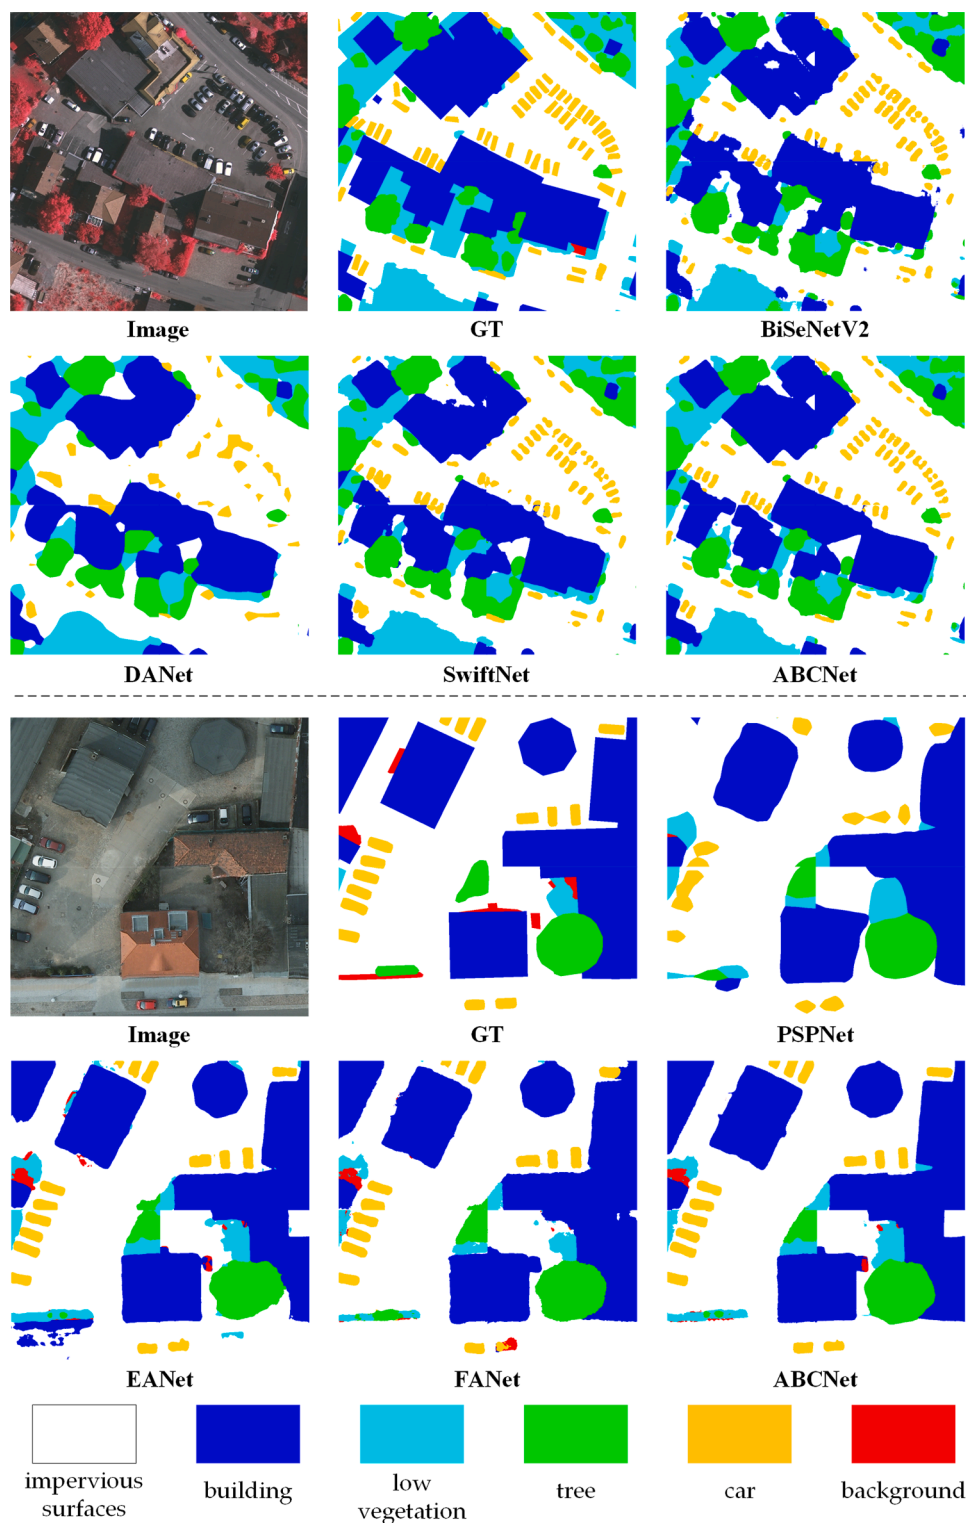 Image
GT
BiSeNetV2
DANet
SwiftNet
ABCNet
Image
GT
PSPNet
EANet
FANet
ABCNet
impervious
surfaces
building
low
vegetation
tree
car
background